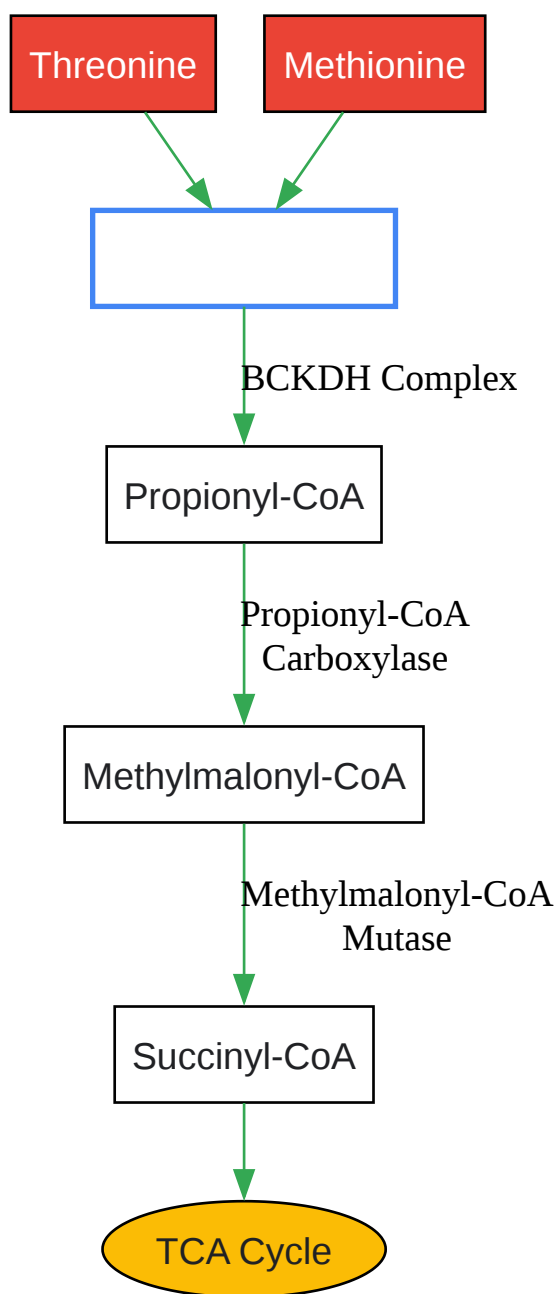 Threonine
Methionine
BCKDH Complex
Propionyl-CoA
Propionyl-CoA
Carboxylase
Methylmalonyl-CoA
Methylmalonyl-CoA
Mutase
Succinyl-CoA
TCA Cycle